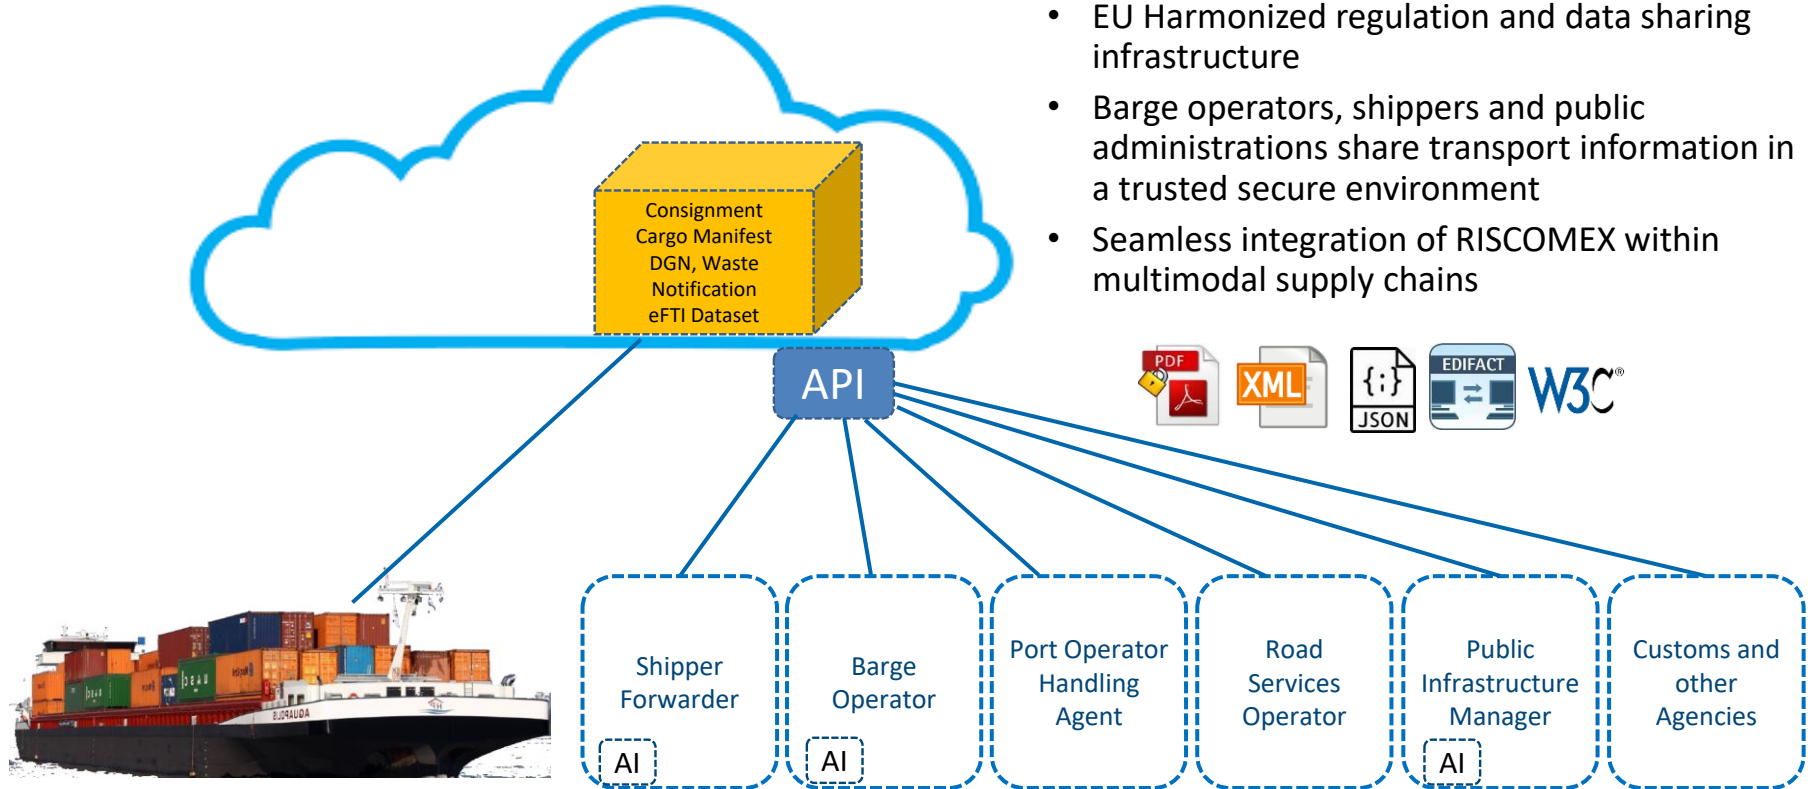 • EU Harmonized regulation and data sharing
infrastructure
• Barge operators, shippers and public
administrations share transport information in
a trusted secure environment
• Seamless integration of RISCOMEX within
multimodal supply chains
Consignment
Cargo Manifest
DGN, Waste
Notification
eFTI Dataset
API
PDF
XML
{;}
JSON
EDIFACT
W3C®
AQUAPOLIS
Shipper
Forwarder
AI
Barge
Operator
AI
Port Operator
Handling
Agent
Road
Services
Operator
Public
Infrastructure
Manager
AI
Customs and
other
Agencies